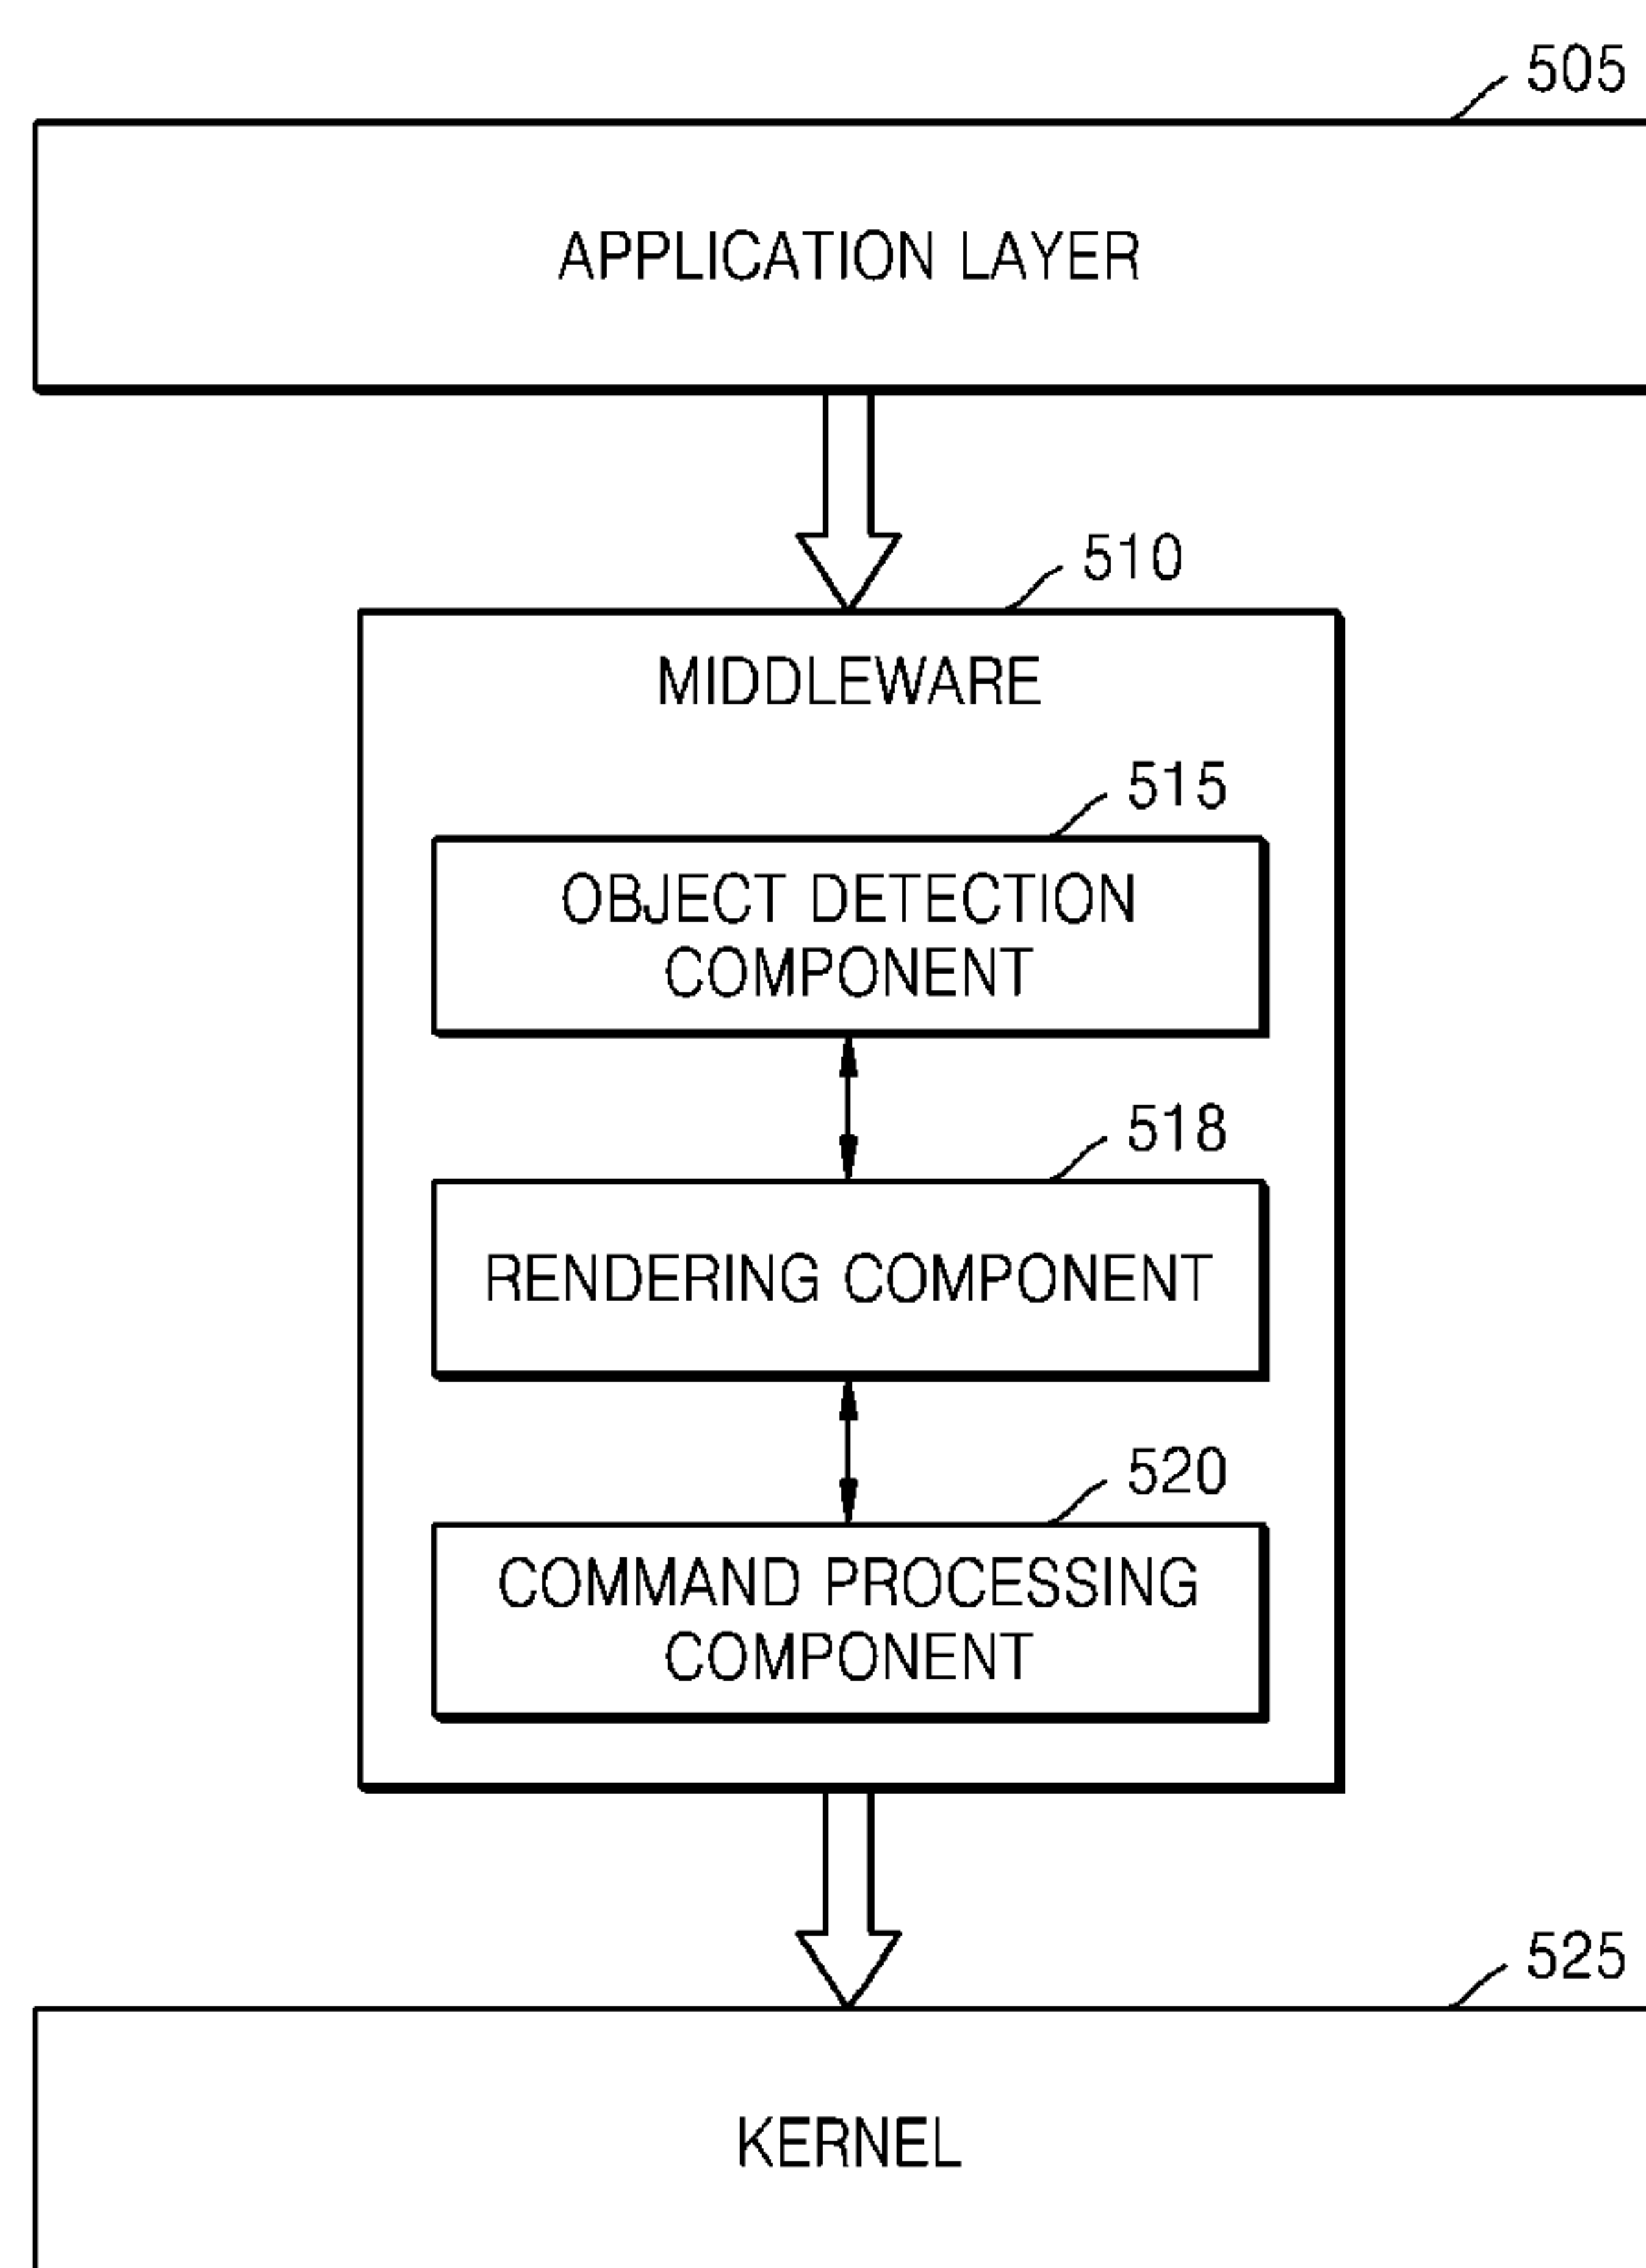 505
APPLICATION LAYER
510
MIDDLEWARE
515
OBJECT DETECTION
COMPONENT
518
RENDERING COMPONENT
520
COMMAND PROCESSING
COMPONENT
525
KERNEL